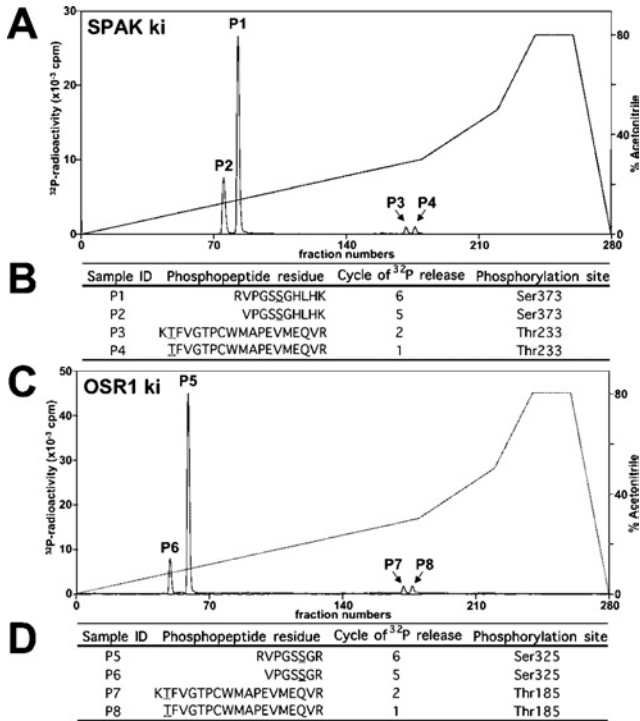 A
SPAK ki
30
20
10
0
³²P-radioactivity (x10⁻³ cpm)
P1
P2
P3 P4
80
40
0
% Acetonitrile
70 140 210 280
fraction numbers
B
Sample ID Phosphopeptide residue Cycle of ³²P release Phosphorylation site
P1 RVPGSSGHLHK 6 Ser373
P2 VPGSSGHLHK 5 Ser373
P3 KTFVGTPCWMAPEVMEQVR 2 Thr233
P4 TFVGTPCWMAPEVMEQVR 1 Thr233
C
OSR1 ki
50
40
30
20
10
0
³²P-radioactivity (x10⁻³ cpm)
P5
P6
P7 P8
80
40
0
% Acetonitrile
0 70 140 210 280
fraction numbers
D
Sample ID Phosphopeptide residue Cycle of ³²P release Phosphorylation site
P5 RVPGSSGR 6 Ser325
P6 VPGSSGR 5 Ser325
P7 KTFVGTPCWMAPEVMEQVR 2 Thr185
P8 TFVGTPCWMAPEVMEQVR 1 Thr185